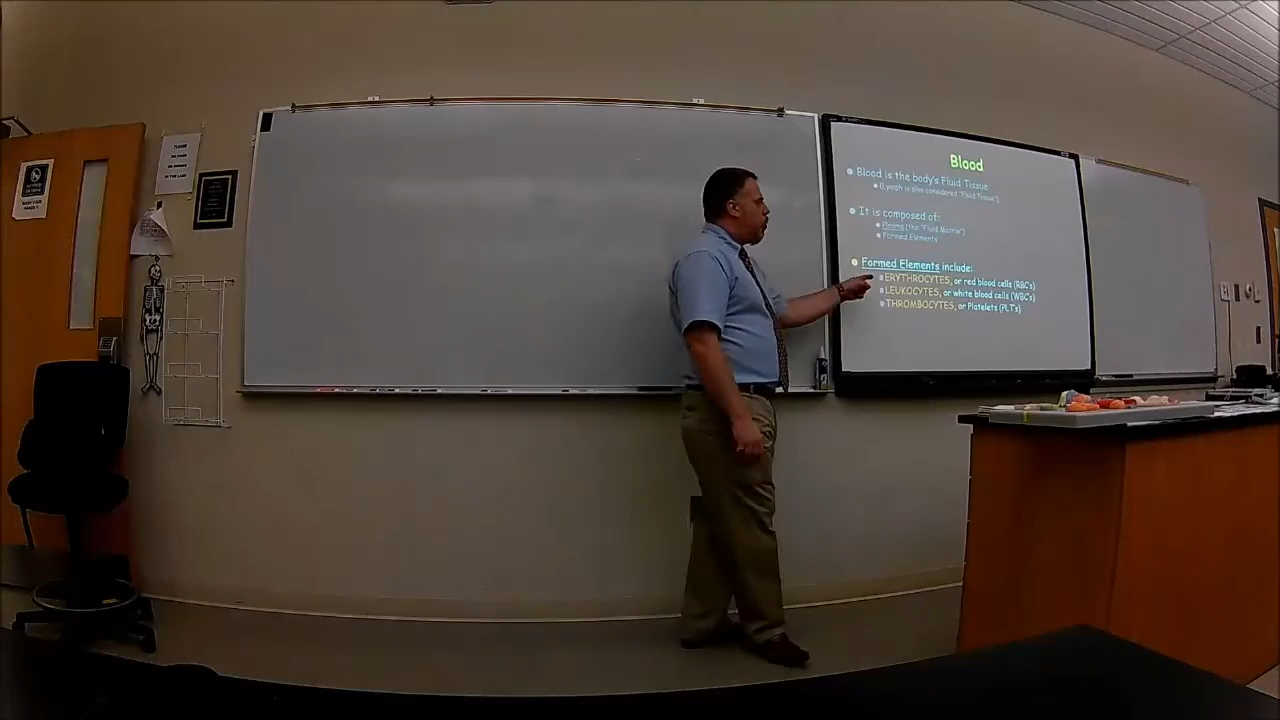 Blood
Blood is the body's Fluid Tissue
(Lymph is also considered "Fluid Tissue")
It is composed of:
Plasma (the "Fluid Matrix")
Formed Elements
Formed Elements include:
ERYTHROCYTES, or red blood cells (RBC's)
LEUKOCYTES, or white blood cells (WBC's)
THROMBOCYTES, or Platelets (PLT's)